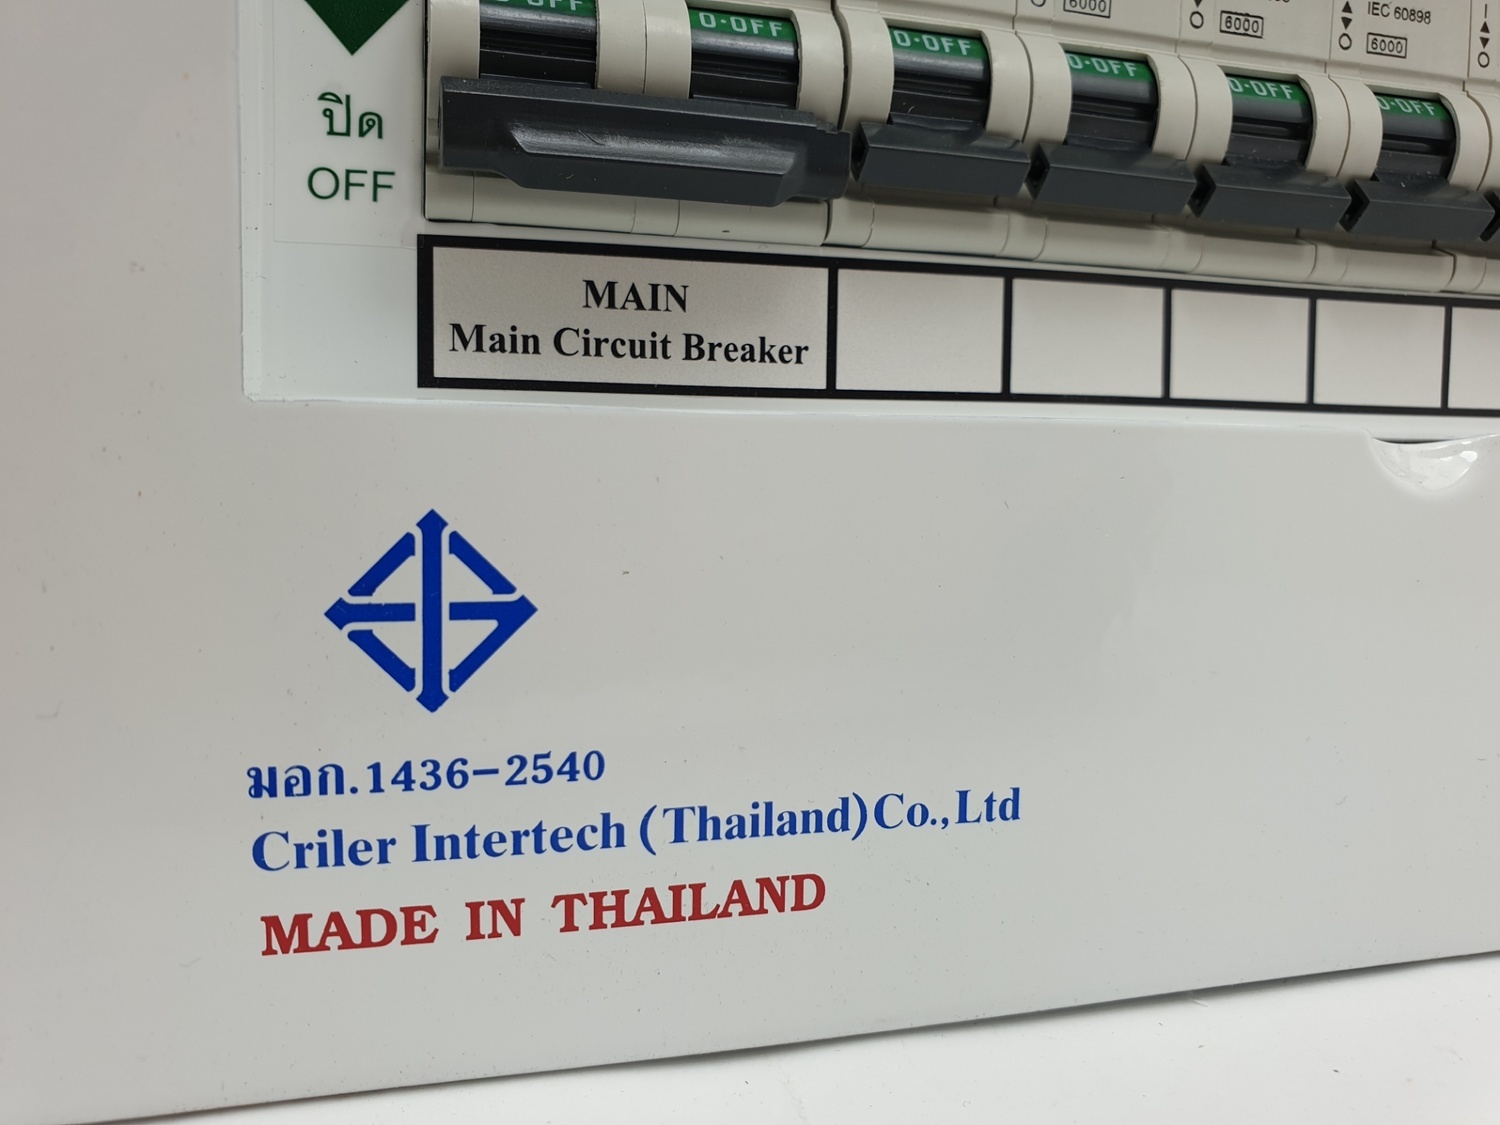 O·OFF
O·OFF
O·OFF
O·OFF
O·OFF
O·OFF
6000
6000
IEC 60898
6000
ปิด
OFF
MAIN
Main Circuit Breaker
มอก.1436-2540
Criler Intertech (Thailand)Co.,Ltd
MADE IN THAILAND